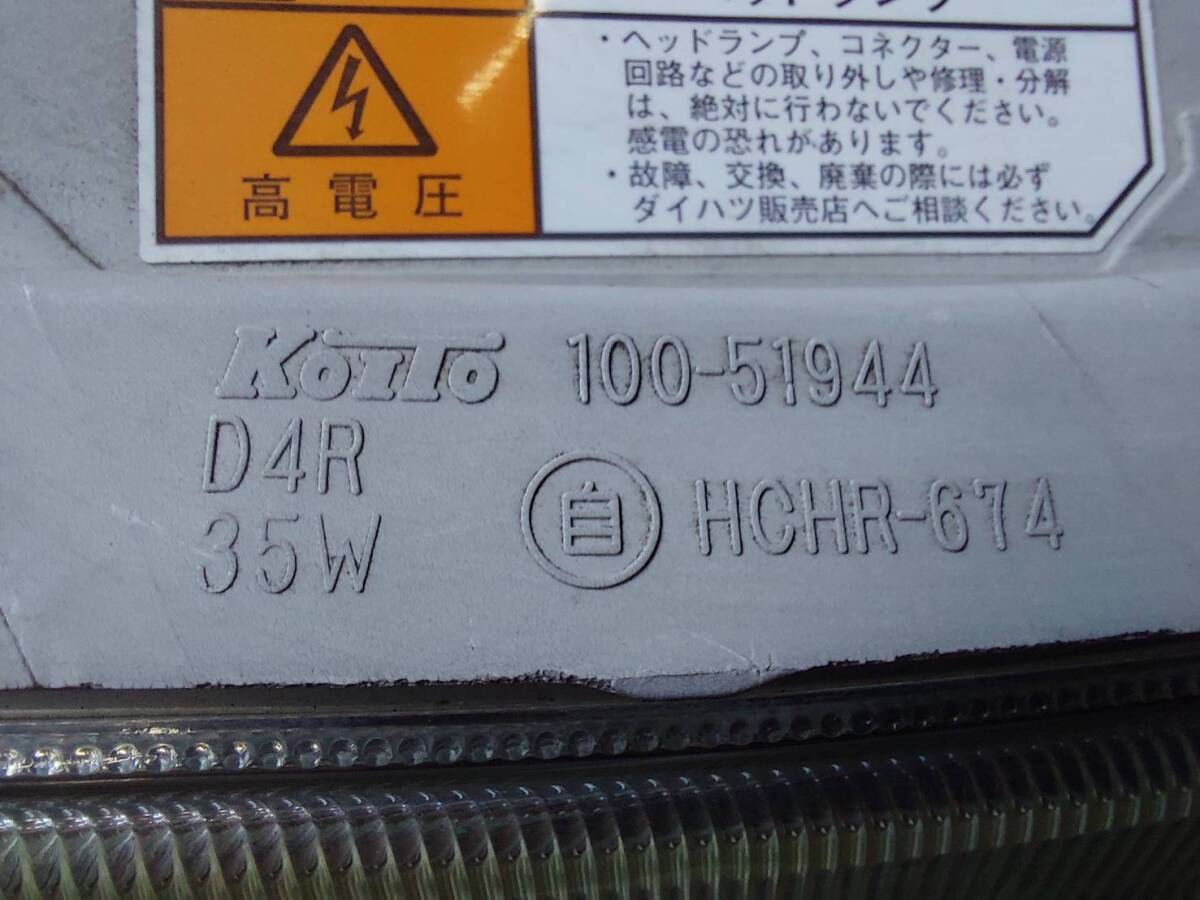 ・ヘッドランプ、コネクター、電源
回路などの取り外しや修理・分解
は、絶対に行わないでください。
感電の恐れがあります。
・故障、交換、廃棄の際には必ず
ダイハツ販売店へご相談ください。
高電圧
KOITO 100-51944
D4R
35W
自 HCHR-674